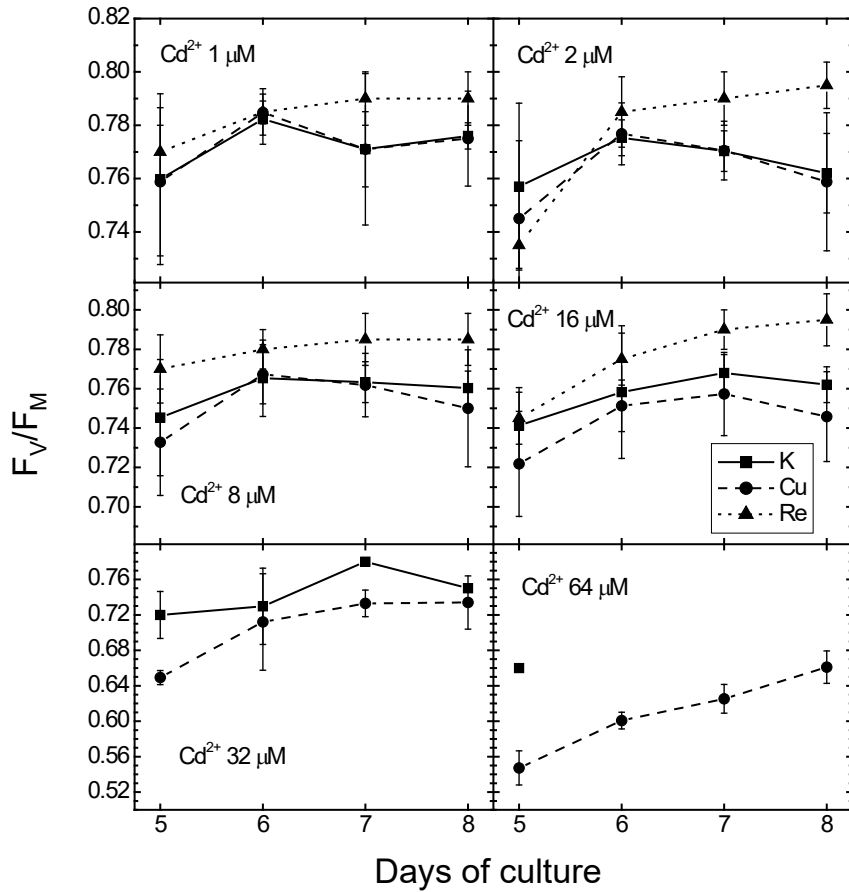 0.82
Cd²⁺ 1 μM
Cd²⁺ 2 μM
0.80
0.78
0.76
0.74
0.80
Cd²⁺ 16 μM
0.78
0.76
0.74
0.72
0.70
Cd²⁺ 8 μM
K
Cu
Re
F_V/F_M
0.76
Cd²⁺ 64 μM
0.72
0.68
0.64
0.60
0.56
0.52
Cd²⁺ 32 μM
5 6 7 8 5 6 7 8
Days of culture